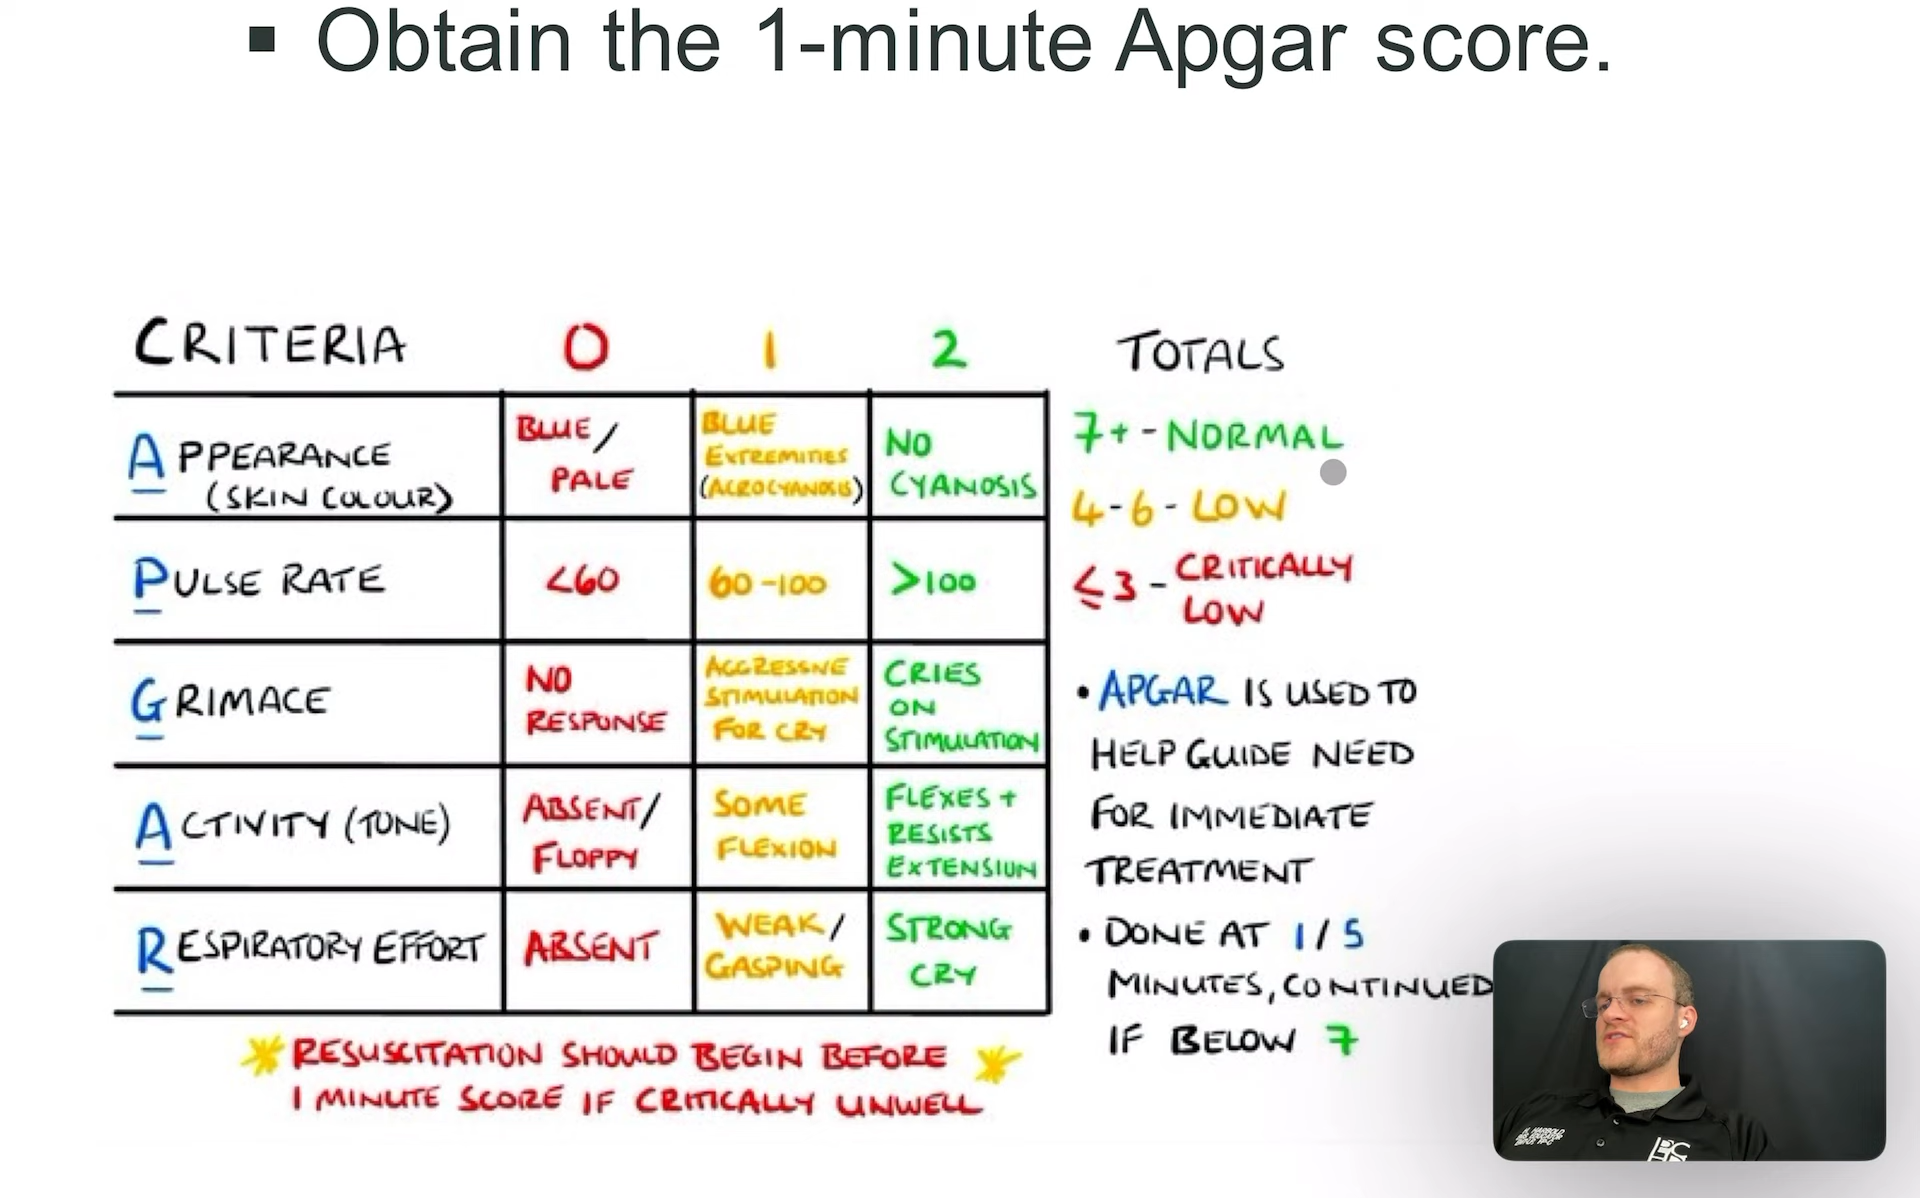 ▪ Obtain the 1-minute Apgar score.
CRITERIA 0 1 2 TOTALS
APPEARANCE
(SKIN COLOUR)
BLUE/
PALE
BLUE
EXTREMITIES
(ACROCYANOSIS)
NO
CYANOSIS
PULSE RATE
<60
60-100
>100
GRIMACE
NO
RESPONSE
AGGRESSIVE
STIMULATION
FOR CRY
CRIES
ON
STIMULATION
ACTIVITY (TONE)
ABSENT/
FLOPPY
SOME
FLEXION
FLEXES +
RESISTS
EXTENSION
RESPIRATORY EFFORT
ABSENT
WEAK/
GASPING
STRONG
CRY
* RESUSCITATION SHOULD BEGIN BEFORE *
1 MINUTE SCORE IF CRITICALLY UNWELL
7+ - NORMAL
4-6 - LOW
≤3 - CRITICALLY
LOW
• APGAR IS USED TO
HELP GUIDE NEED
FOR IMMEDIATE
TREATMENT
• DONE AT 1/5
MINUTES, CONTINUED
IF BELOW 7